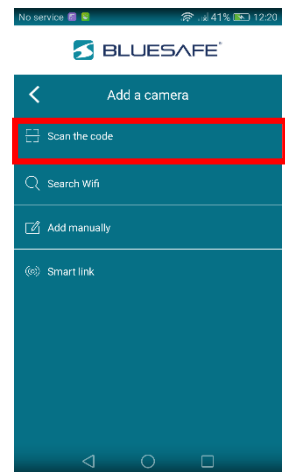 No service 41% 12:20
BLUESAFE°
Add a camera
Scan the code
Search Wifi
Add manually
Smart link